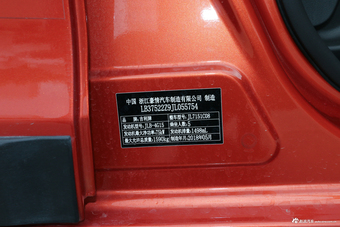 中国 浙江豪情汽车制造有限公司 制造
LB37522Z9JL055754
品牌 吉利牌 整车型号 JL7151C08
发动机型号 JLB-4G15 乘坐人数 5
发动机最大净功率 75kW 发动机排量 1498mL
最大允许总质量 1590kg 制造年月 2018年05月